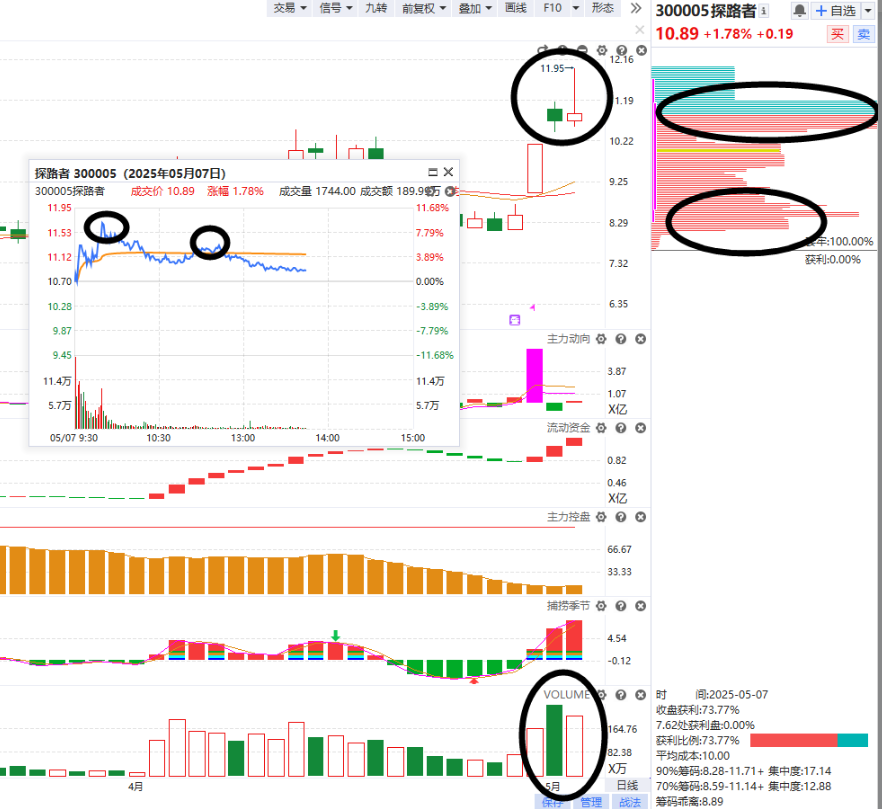 交易 信号 九转 前复权 叠加 画线 F10 形态
300005探路者
自选
10.89 +1.78% +0.19
买 卖
12.16
11.95
11.19
10.22
9.25
8.29
7.32
6.35
探路者 300005（2025年05月07日）
300005探路者 成交价 10.89 涨幅 1.78% 成交量 1744.00 成交额 189.99万
11.95 11.68%
11.53 7.79%
11.12 3.89%
10.70 0.00%
10.28 -3.89%
9.87 -7.79%
9.45 -11.68%
11.4万 11.4万
5.7万 5.7万
05/07 9:30 10:30 13:00 14:00 15:00
:100.00%
获利:0.00%
主力动向
3.87
1.07
X亿
流动资金
0.82
0.46
X亿
主力控盘
66.67
33.33
捕捞季节
4.54
-0.12
VOLUME
164.76
82.38
X万
4月 5月 日线
保存 管理 战法
时 间:2025-05-07
收盘获利:73.77%
7.62处获利盘:0.00%
获利比例:73.77%
平均成本:10.00
90%筹码:8.28-11.71+ 集中度:17.14
70%筹码:8.59-11.14+ 集中度:12.88
筹码乖离:8.89